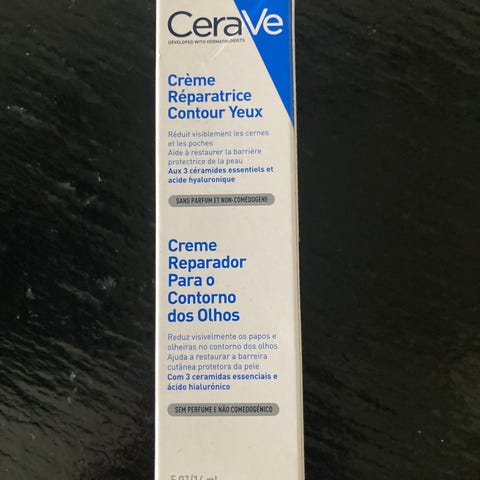 CeraVe
DEVELOPED WITH DERMATOLOGISTS
Crème
Réparatrice
Contour Yeux
Réduit visiblement les cernes
et les poches
Aide à restaurer la barrière
protectrice de la peau
Aux 3 céramides essentiels et
acide hyaluronique
SANS PARFUM ET NON-COMÉDOGÈNE
Creme
Reparador
Para o
Contorno
dos Olhos
Reduz visivelmente os papos e
olheiras no contorno dos olhos
Ajuda a restaurar a barreira
cutânea protetora da pele
Com 3 ceramidas essenciais e
ácido hialurónico
SEM PERFUME E NÃO COMEDOGÉNICO